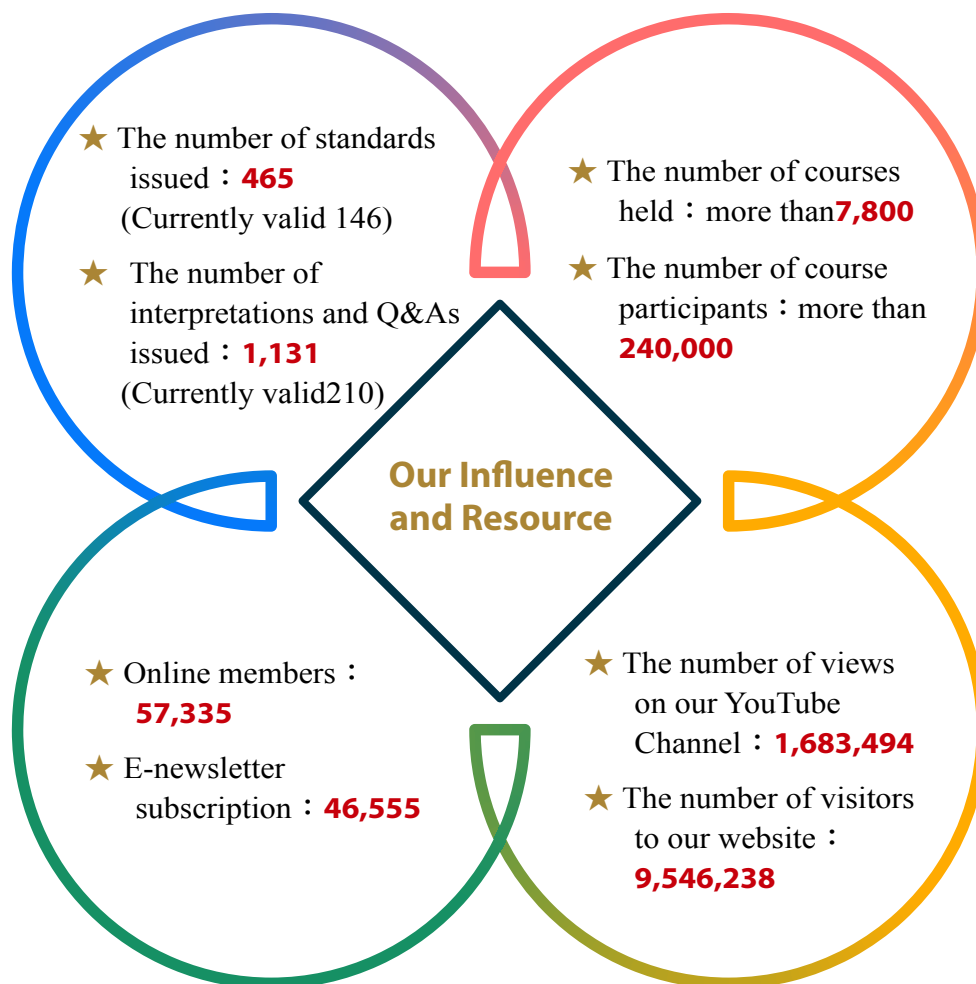 ★ The number of standards
issued：465
(Currently valid 146)
★ The number of
interpretations and Q&As
issued：1,131
(Currently valid210)
★ The number of courses
held：more than7,800
★ The number of course
participants：more than
240,000
Our Influence
and Resource
★ Online members：
57,335
★ E-newsletter
subscription：46,555
★ The number of views
on our YouTube
Channel：1,683,494
★ The number of visitors
to our website：
9,546,238